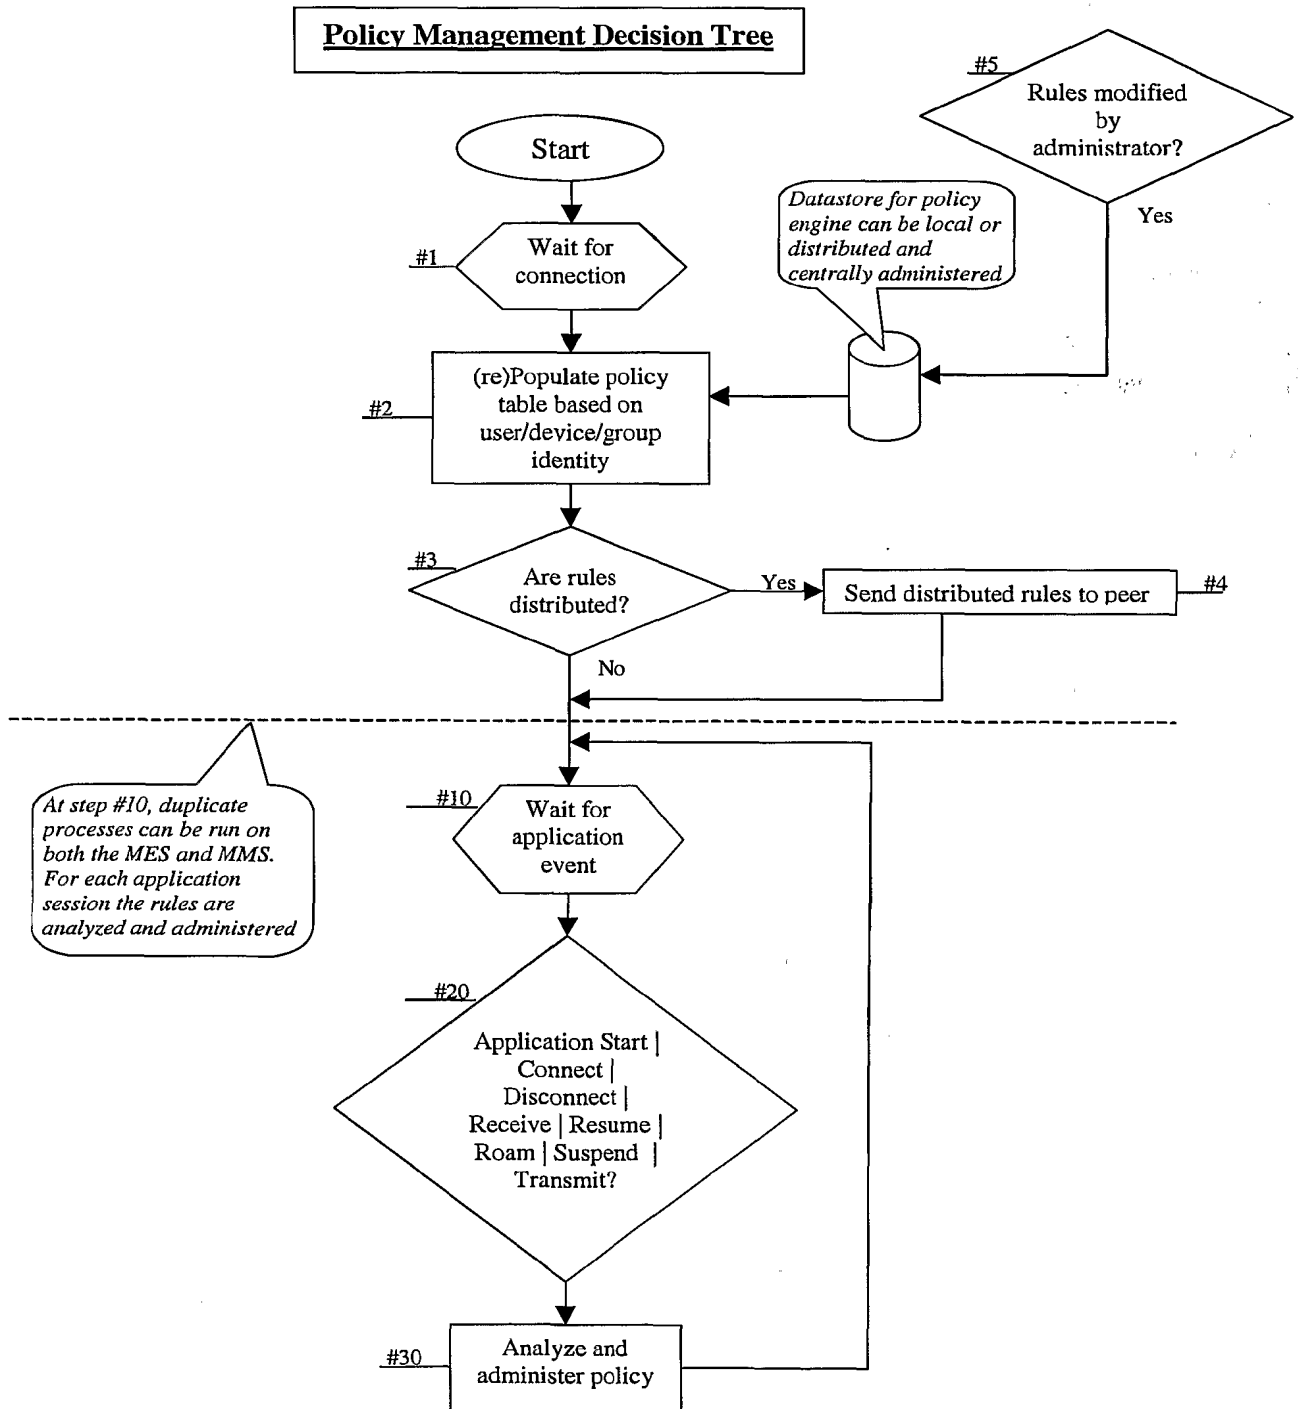 Policy Management Decision Tree
#5
Rules modified
by
administrator?
Yes
Start
Datastore for policy
engine can be local or
distributed and
centrally administered
#1
Wait for
connection
#2
(re)Populate policy
table based on
user/device/group
identity
#3
Are rules
distributed?
Yes
Send distributed rules to peer
#4
No
At step #10, duplicate
processes can be run on
both the MES and MMS.
For each application
session the rules are
analyzed and administered
#10
Wait for
application
event
#20
Application Start |
Connect |
Disconnect |
Receive | Resume |
Roam | Suspend |
Transmit?
#30
Analyze and
administer policy